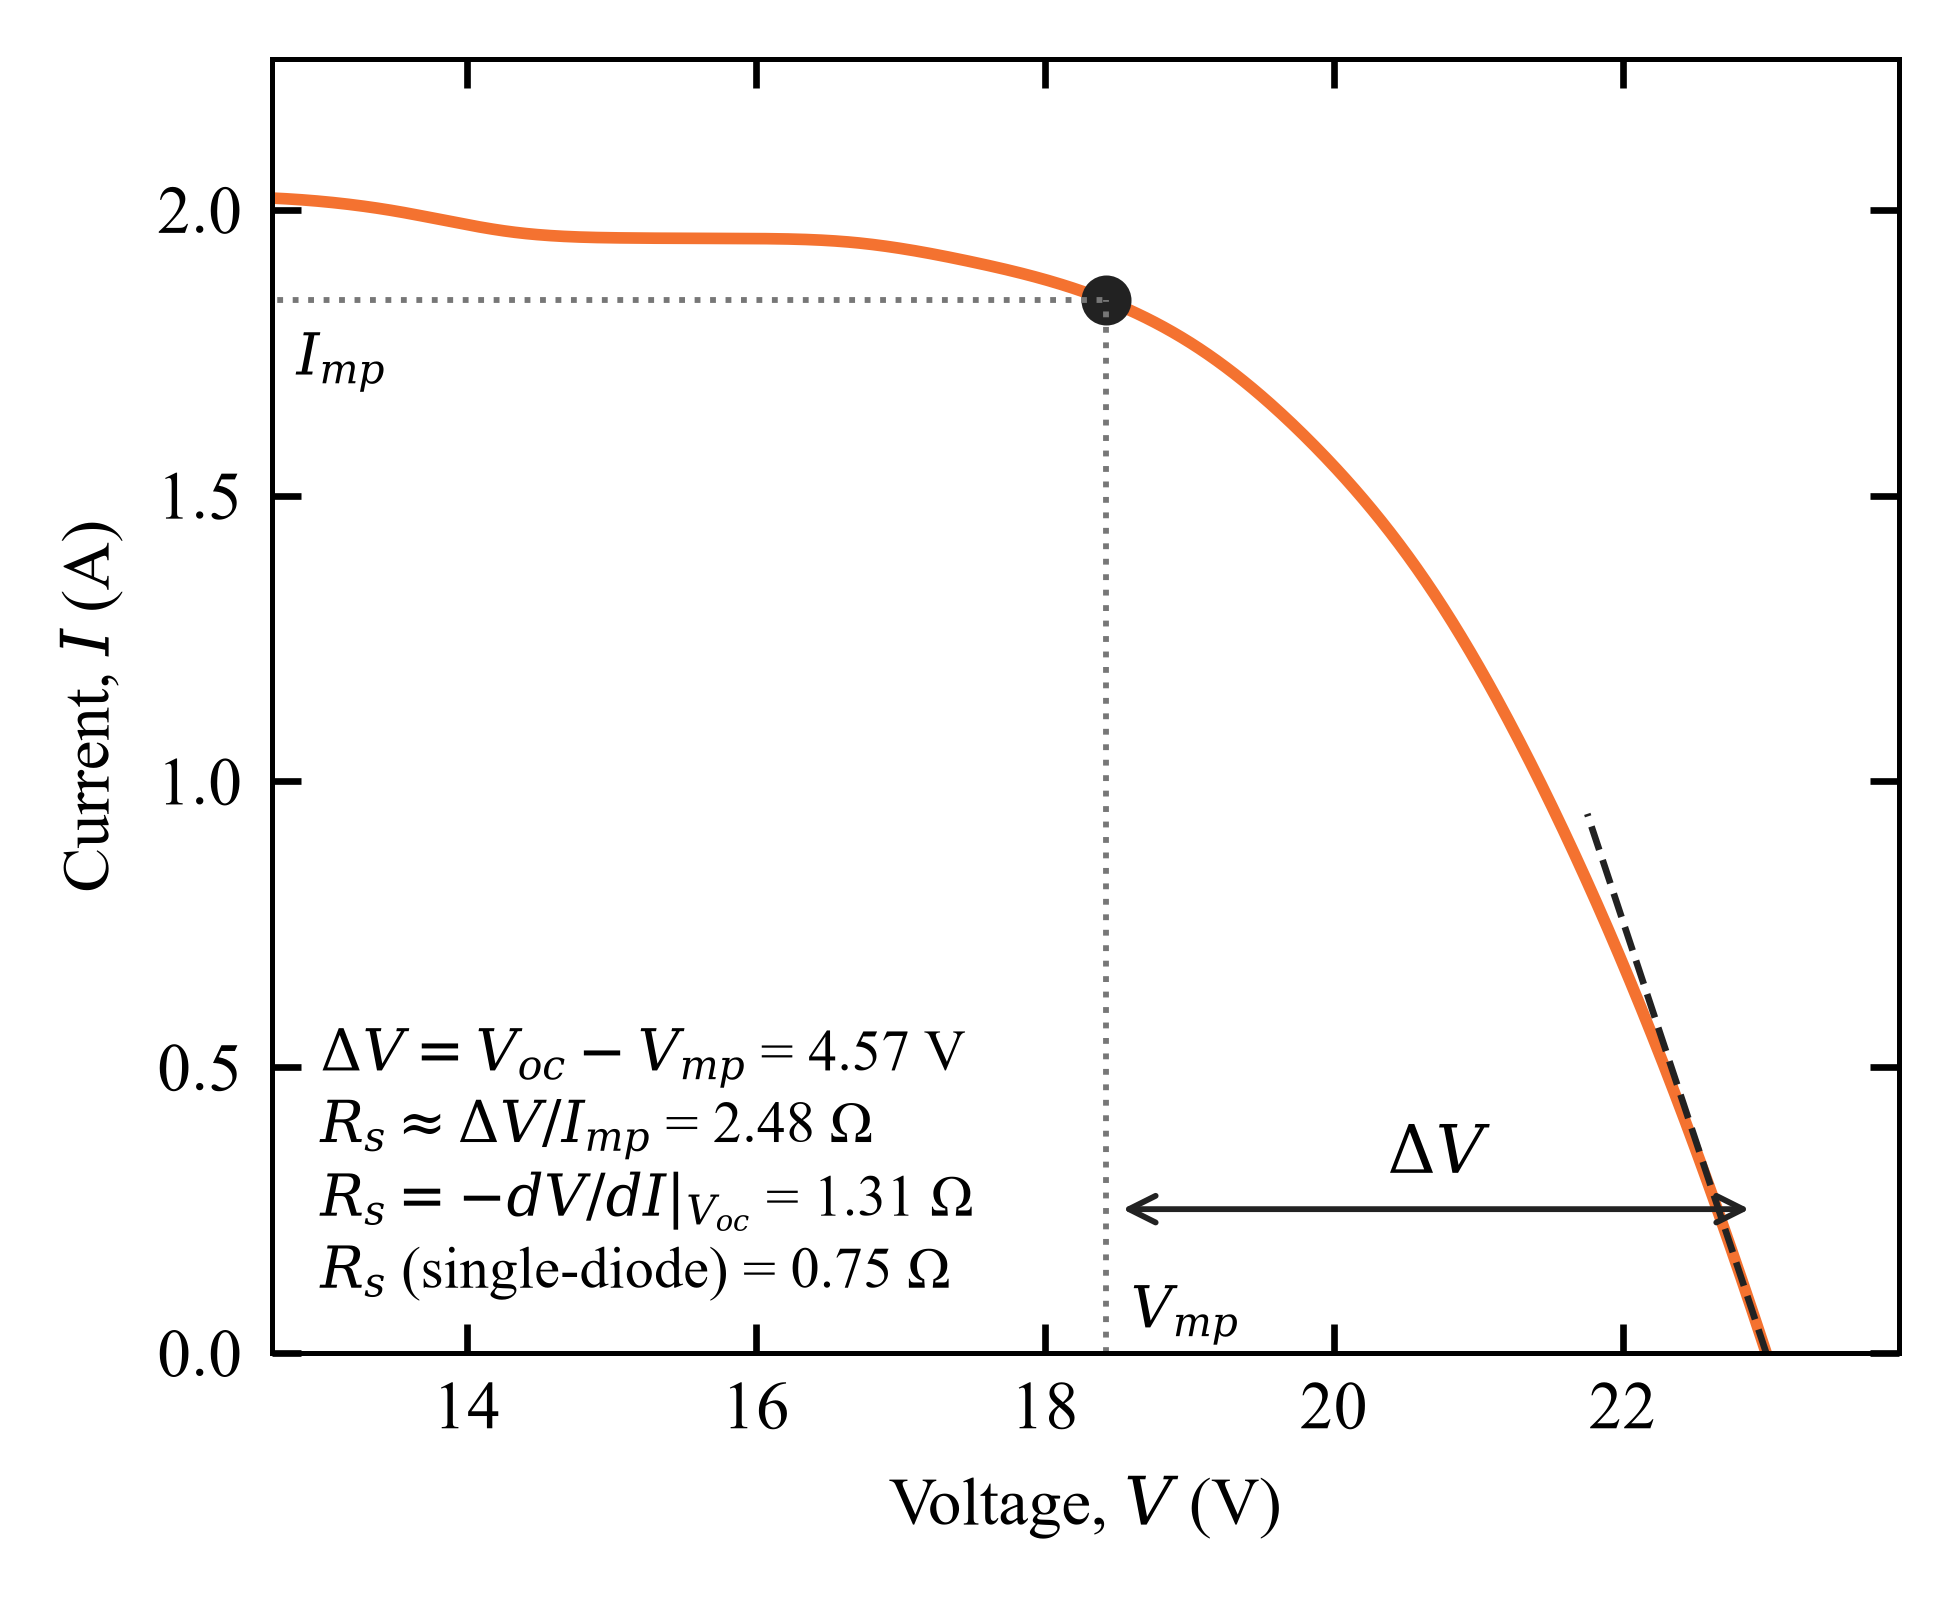 2.0
1.5
1.0
0.5
0.0
Current, I (A)
I_mp
ΔV = V_oc − V_mp = 4.57 V
R_s ≈ ΔV/I_mp = 2.48 Ω
R_s = −dV/dI|_V_oc = 1.31 Ω
R_s (single-diode) = 0.75 Ω
ΔV
V_mp
14 16 18 20 22
Voltage, V (V)